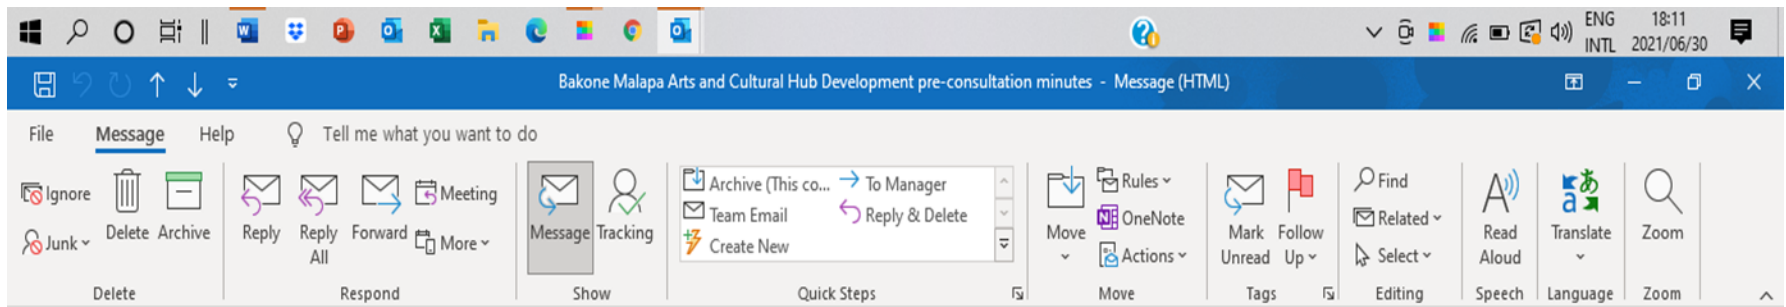 ENG 18:11
INTL 2021/06/30
Bakone Malapa Arts and Cultural Hub Development pre-consultation minutes - Message (HTML)
File Message Help Tell me what you want to do
Ignore
Junk
Delete Archive
Delete
Reply Reply All Forward
Meeting
More
Respond
Message Tracking
Show
Archive (This co... To Manager
Team Email Reply & Delete
Create New
Quick Steps
Move
Rules
OneNote
Actions
Move
Mark Unread
Follow Up
Tags
Find
Related
Select
Editing
Read Aloud
Speech
Translate
Language
Zoom
Zoom